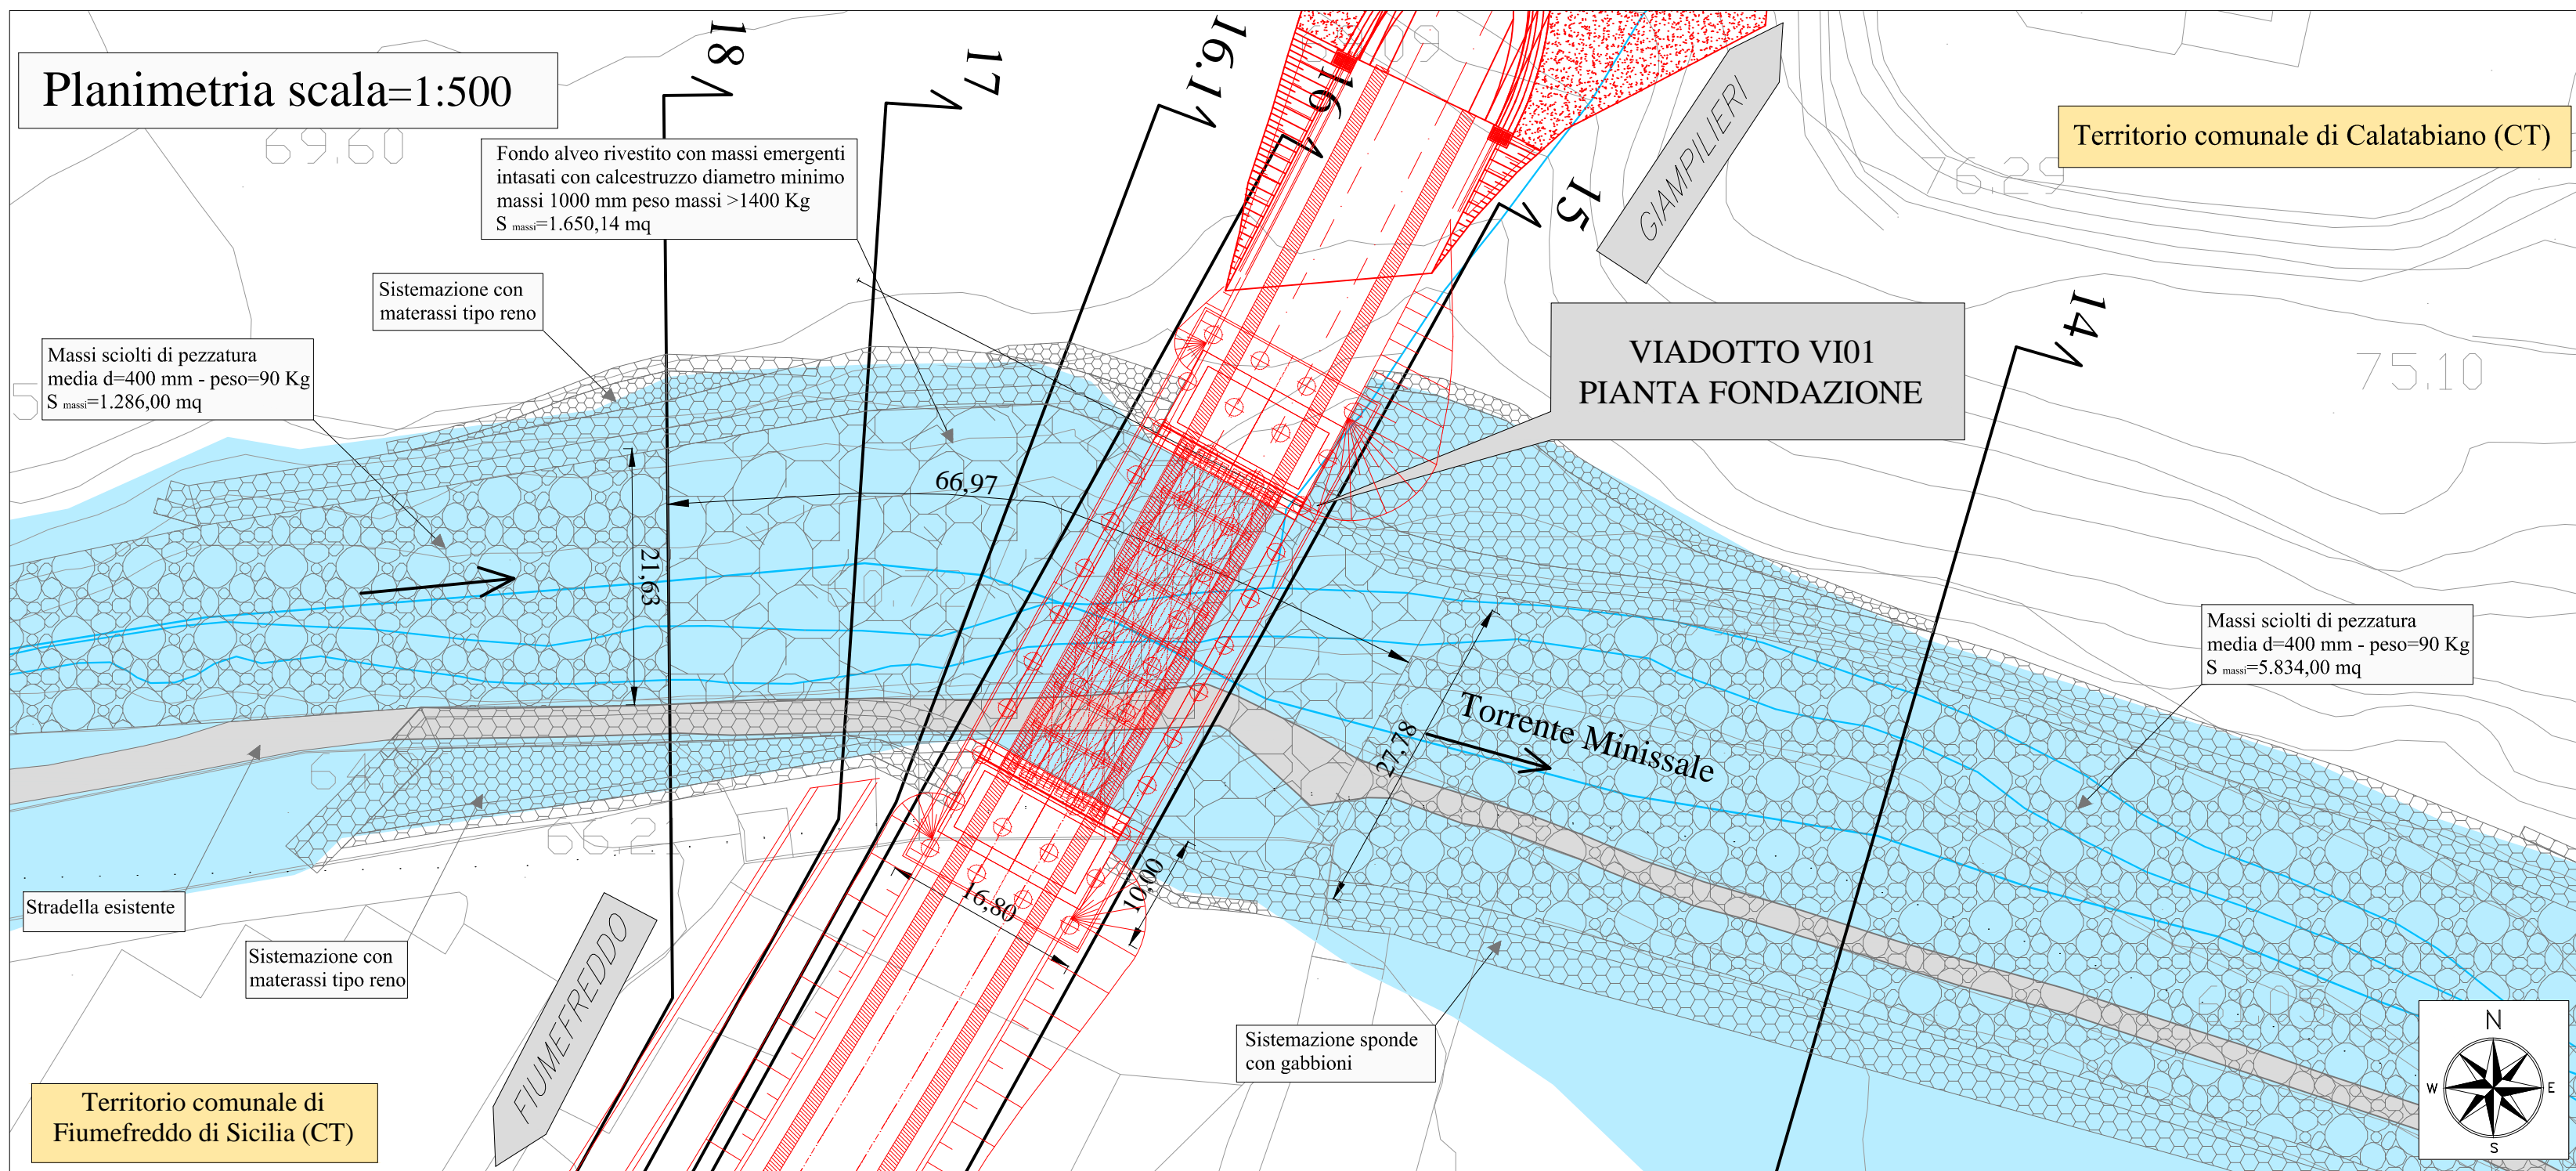 Planimetria scala=1:500
69.60
18
17
16.1
16
15
14
GIAMPILIERI
Territorio comunale di Calatabiano (CT)
76.29
75.10
Fondo alveo rivestito con massi emergenti
intasati con calcestruzzo diametro minimo
massi 1000 mm peso massi >1400 Kg
S massi=1.650,14 mq
Sistemazione con
materassi tipo reno
Massi sciolti di pezzatura
media d=400 mm - peso=90 Kg
S massi=1.286,00 mq
VIADOTTO VI01
PIANTA FONDAZIONE
66,97
21,63
Massi sciolti di pezzatura
media d=400 mm - peso=90 Kg
S massi=5.834,00 mq
Torrente Minissale
27,78
10,00
16,80
Stradella esistente
Sistemazione con
materassi tipo reno
FIUMEFREDDO
Sistemazione sponde
con gabbioni
Territorio comunale di
Fiumefreddo di Sicilia (CT)
N
W
E
S